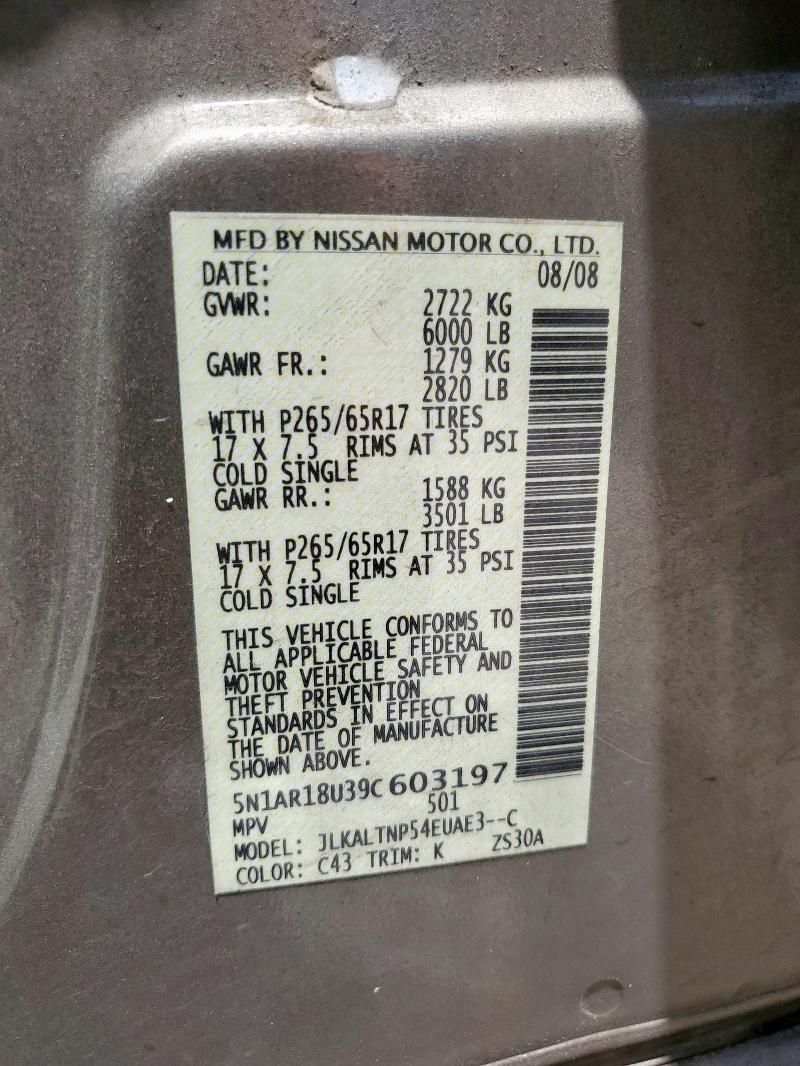 MFD BY NISSAN MOTOR CO., LTD.
DATE: 08/08
GVWR: 2722 KG
6000 LB
GAWR FR.: 1279 KG
2820 LB
WITH P265/65R17 TIRES
17 X 7.5 RIMS AT 35 PSI
COLD SINGLE
GAWR RR.: 1588 KG
3501 LB
WITH P265/65R17 TIRES
17 X 7.5 RIMS AT 35 PSI
COLD SINGLE
THIS VEHICLE CONFORMS TO
ALL APPLICABLE FEDERAL
MOTOR VEHICLE SAFETY AND
THEFT PREVENTION
STANDARDS IN EFFECT ON
THE DATE OF MANUFACTURE
SHOWN ABOVE.
5N1AR18U39C603197
MPV 501
MODEL: JLKALTNP54EUAE3--C
COLOR: C43 TRIM: K ZS30A